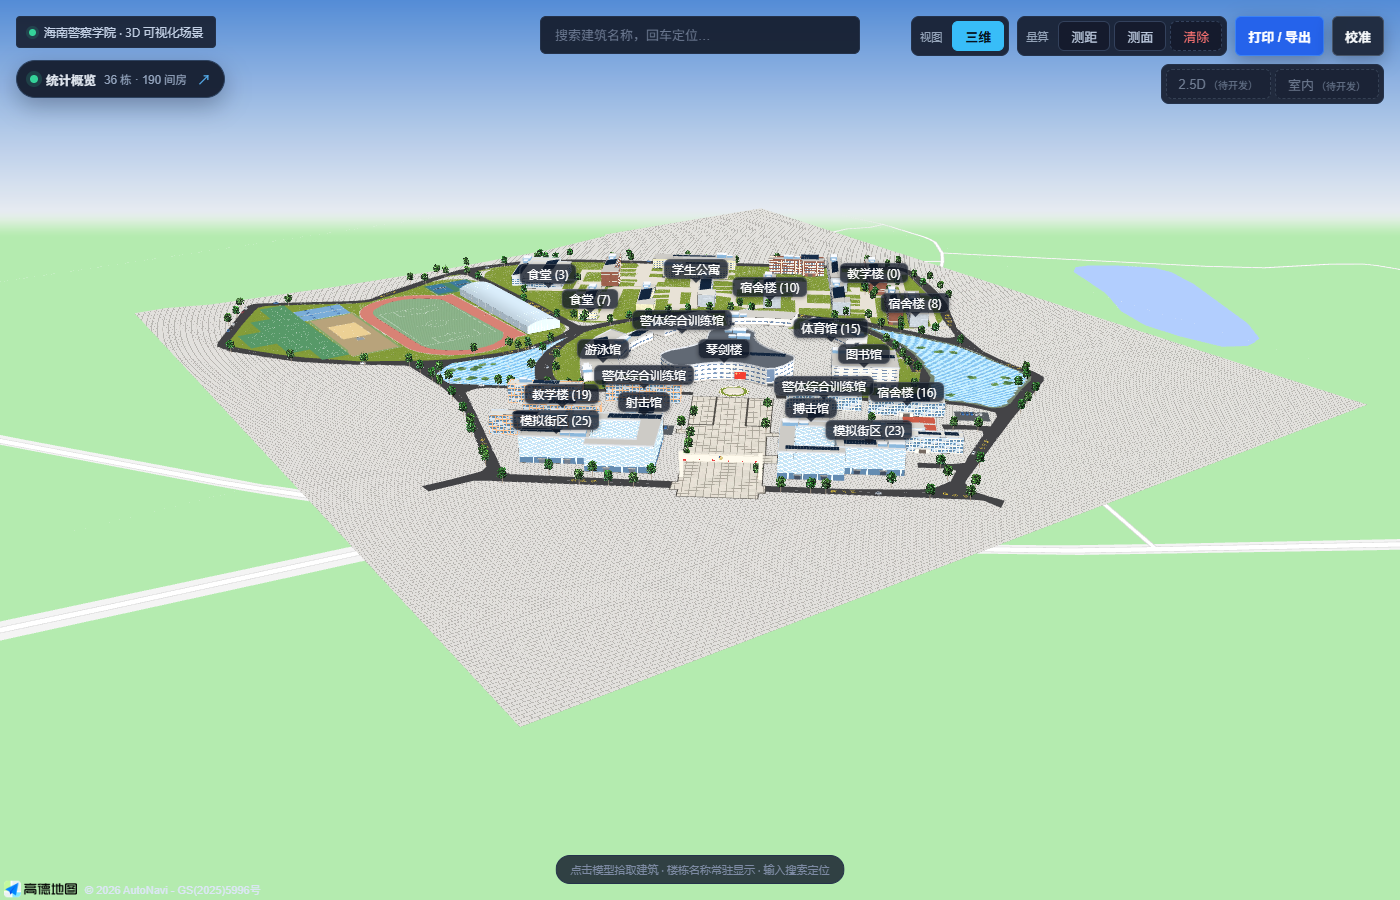 海南警察学院 · 3D 可视化场景
搜索建筑名称，回车定位...
视图 三维
量算 测距 测面 清除
打印 / 导出
校准
统计概览 36 栋 · 190 间房 ↗
2.5D（待开发） 室内（待开发）
学生公寓
食堂 (3)
教学楼 (0)
宿舍楼 (10)
食堂 (7)
宿舍楼 (8)
警体综合训练馆
体育馆 (15)
游泳馆
琴剑楼
图书馆
警体综合训练馆
警体综合训练馆
教学楼 (19)
宿舍楼 (16)
射击馆
搏击馆
模拟街区 (25)
模拟街区 (23)
点击模型拾取建筑 · 楼栋名称常驻显示 · 输入搜索定位
高德地图 © 2026 AutoNavi - GS(2025)5996号